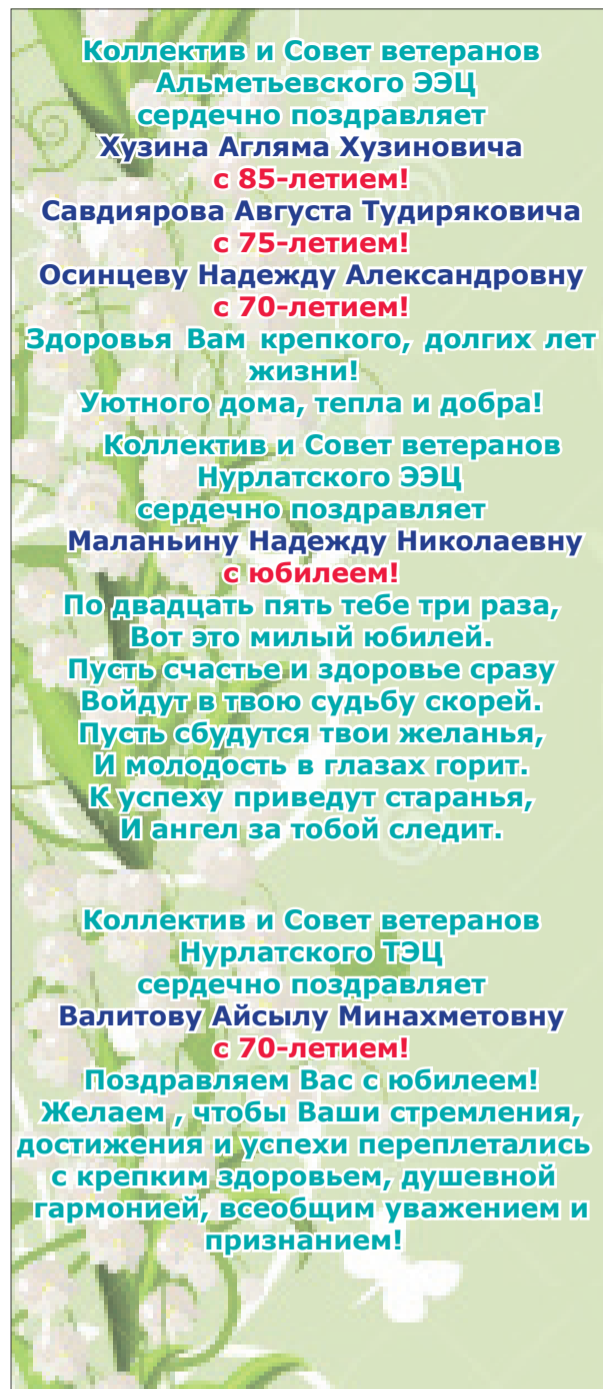 Коллектив и Совет ветеранов
Альметьевского ЭЭЦ
сердечно поздравляет
Хузина Агляма Хузиновича
с 85-летием!
Савдиярова Августа Тудиряковича
с 75-летием!
Осинцеву Надежду Александровну
с 70-летием!
Здоровья Вам крепкого, долгих лет
жизни!
Уютного дома, тепла и добра!
Коллектив и Совет ветеранов
Нурлатского ЭЭЦ
сердечно поздравляет
Маланьину Надежду Николаевну
с юбилеем!
По двадцать пять тебе три раза,
Вот это милый юбилей.
Пусть счастье и здоровье сразу
Войдут в твою судьбу скорей.
Пусть сбудутся твои желанья,
И молодость в глазах горит.
К успеху приведут старанья,
И ангел за тобой следит.
Коллектив и Совет ветеранов
Нурлатского ТЭЦ
сердечно поздравляет
Валитову Айсылу Минахметовну
с 70-летием!
Поздравляем Вас с юбилеем!
Желаем , чтобы Ваши стремления,
достижения и успехи переплетались
с крепким здоровьем, душевной
гармонией, всеобщим уважением и
признанием!